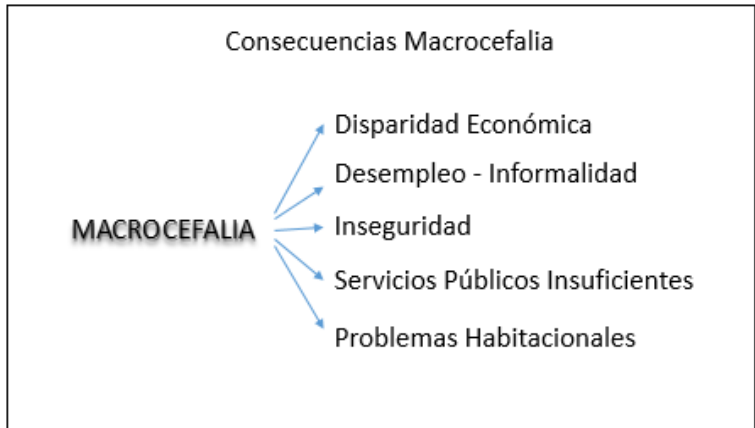 Consecuencias Macrocefalia
Disparidad Económica
Desempleo - Informalidad
MACROCEFALIA
Inseguridad
Servicios Públicos Insuficientes
Problemas Habitacionales